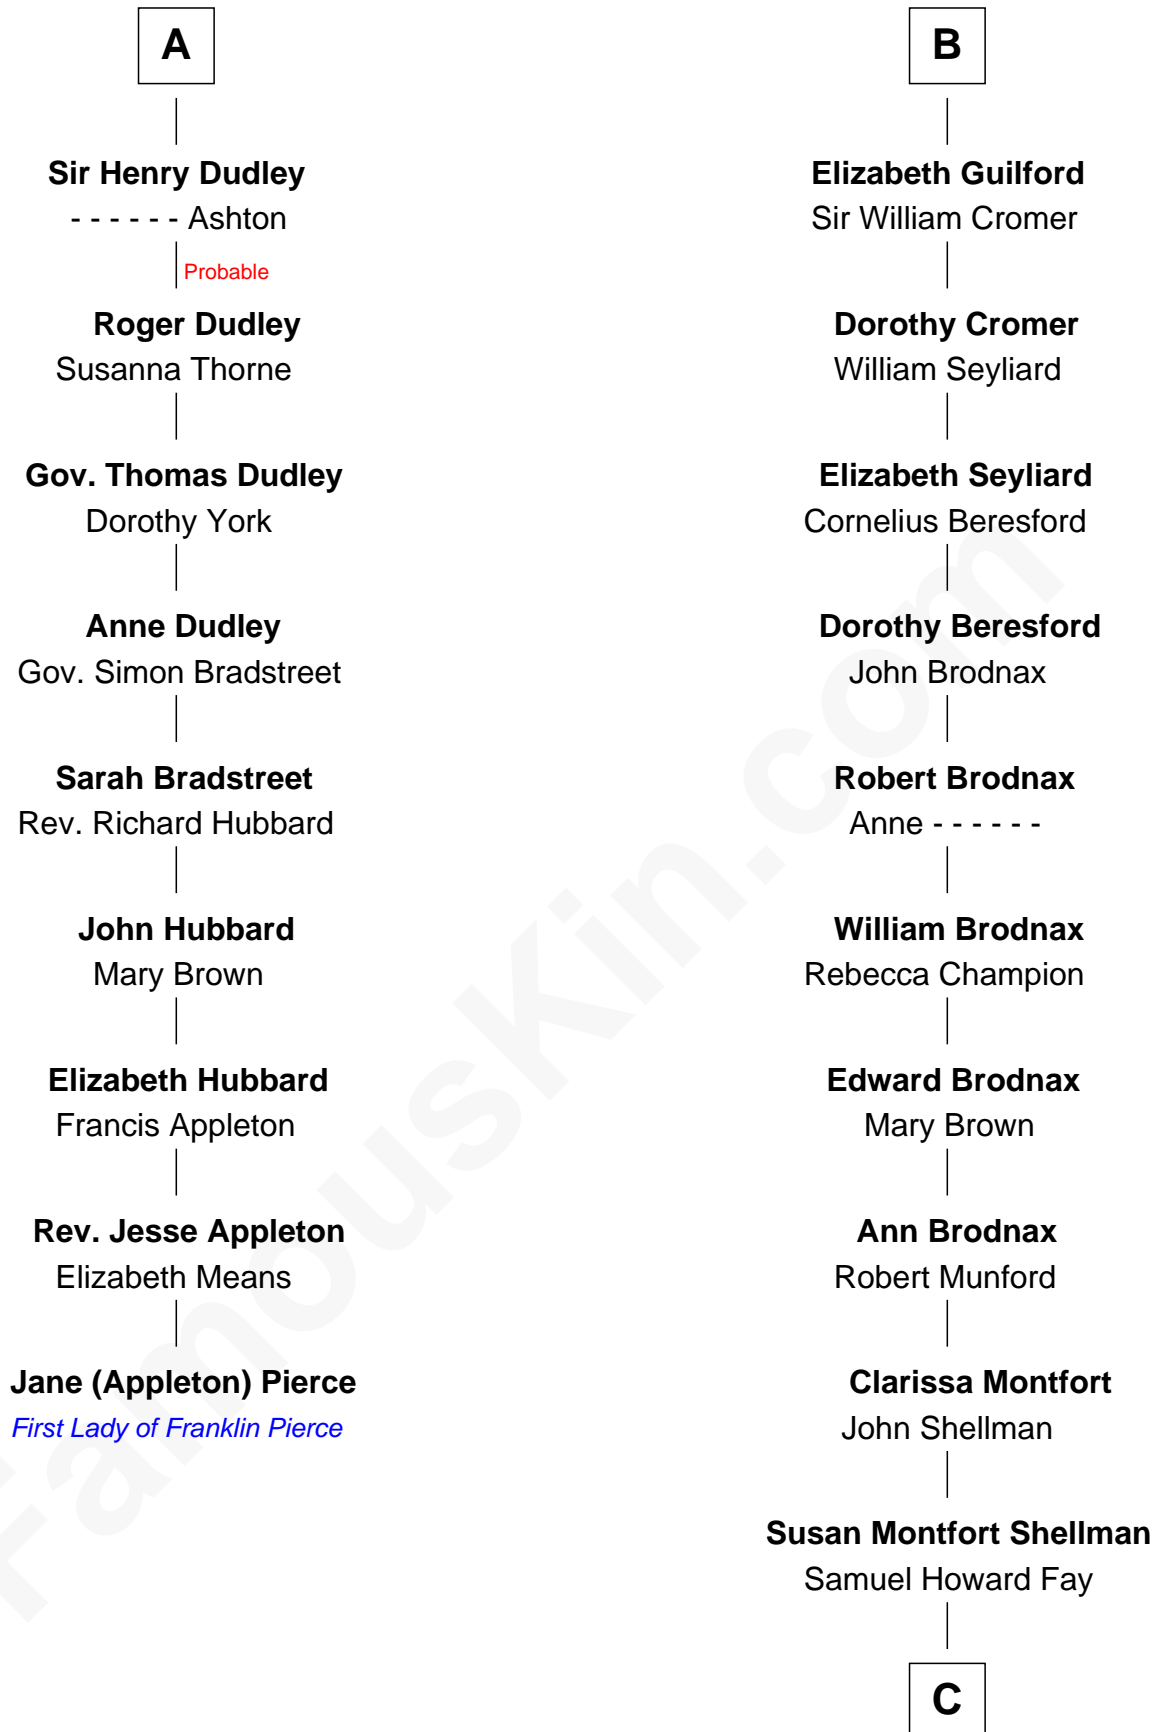 A
Sir Henry Dudley
- - - - - - Ashton
Probable
Roger Dudley
Susanna Thorne
Gov. Thomas Dudley
Dorothy York
Anne Dudley
Gov. Simon Bradstreet
Sarah Bradstreet
Rev. Richard Hubbard
John Hubbard
Mary Brown
Elizabeth Hubbard
Francis Appleton
Rev. Jesse Appleton
Elizabeth Means
Jane (Appleton) Pierce
First Lady of Franklin Pierce
B
Elizabeth Guilford
Sir William Cromer
Dorothy Cromer
William Seyliard
Elizabeth Seyliard
Cornelius Beresford
Dorothy Beresford
John Brodnax
Robert Brodnax
Anne - - - - - -
William Brodnax
Rebecca Champion
Edward Brodnax
Mary Brown
Ann Brodnax
Robert Munford
Clarissa Montfort
John Shellman
Susan Montfort Shellman
Samuel Howard Fay
C
FamousKin.com